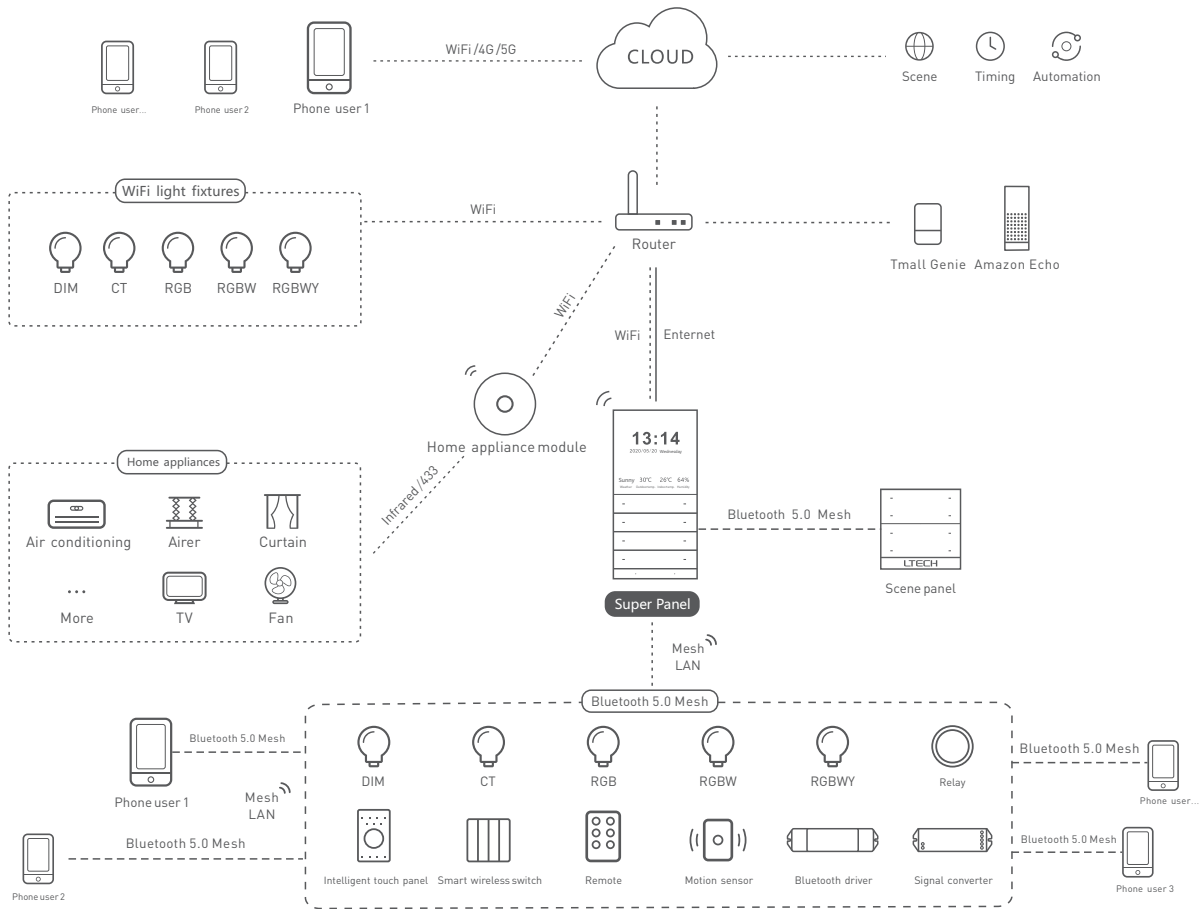 WiFi/4G/5G
CLOUD
Scene Timing Automation
Phone user... Phone user 2 Phone user 1
WiFi light fixtures
WiFi
Router
DIM CT RGB RGBW RGBWY
Tmall Genie Amazon Echo
WiFi
WiFi Enternet
13:14
2020/05/20 Wednesday
Home appliance module
Home appliances
Sunny 30℃ 26℃ 64%
Infrared/433
Bluetooth 5.0 Mesh
Air conditioning Airer Curtain
LTECH
Scene panel
... 
More TV Fan
Super Panel
Mesh
LAN
Bluetooth 5.0 Mesh
Bluetooth 5.0 Mesh
Bluetooth 5.0 Mesh
DIM CT RGB RGBW RGBWY Relay
Phone user 1
Mesh
LAN
Phone user...
Bluetooth 5.0 Mesh
Bluetooth 5.0 Mesh
Intelligent touch panel Smart wireless switch Remote Motion sensor Bluetooth driver Signal converter
Phone user 2
Phone user 3